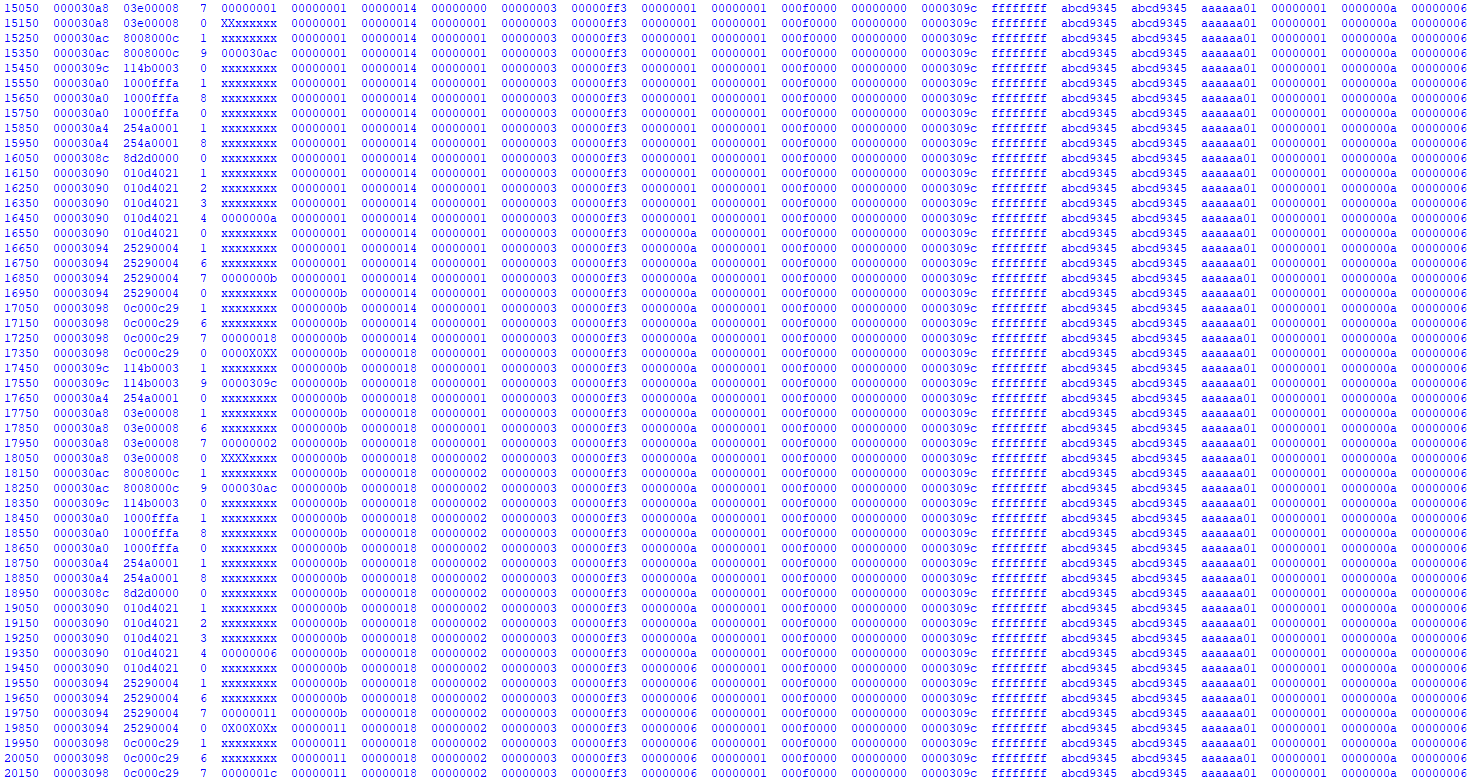 15050 000030a8 03e00008 7 00000001 00000001 00000014 00000000 00000003 00000ff3 00000001 00000001 000f0000 00000000 0000309c ffffffff abcd9345 abcd9345 aaaaaa01 00000001 0000000a 00000006
15150 000030a8 03e00008 0 XXxxxxxx 00000001 00000014 00000001 00000003 00000ff3 00000001 00000001 000f0000 00000000 0000309c ffffffff abcd9345 abcd9345 aaaaaa01 00000001 0000000a 00000006
15250 000030ac 8008000c 1 xxxxxxxx 00000001 00000014 00000001 00000003 00000ff3 00000001 00000001 000f0000 00000000 0000309c ffffffff abcd9345 abcd9345 aaaaaa01 00000001 0000000a 00000006
15350 000030ac 8008000c 9 000030ac 00000001 00000014 00000001 00000003 00000ff3 00000001 00000001 000f0000 00000000 0000309c ffffffff abcd9345 abcd9345 aaaaaa01 00000001 0000000a 00000006
15450 0000309c 114b0003 0 xxxxxxxx 00000001 00000014 00000001 00000003 00000ff3 00000001 00000001 000f0000 00000000 0000309c ffffffff abcd9345 abcd9345 aaaaaa01 00000001 0000000a 00000006
15550 000030a0 1000fffa 1 xxxxxxxx 00000001 00000014 00000001 00000003 00000ff3 00000001 00000001 000f0000 00000000 0000309c ffffffff abcd9345 abcd9345 aaaaaa01 00000001 0000000a 00000006
15650 000030a0 1000fffa 8 xxxxxxxx 00000001 00000014 00000001 00000003 00000ff3 00000001 00000001 000f0000 00000000 0000309c ffffffff abcd9345 abcd9345 aaaaaa01 00000001 0000000a 00000006
15750 000030a0 1000fffa 0 xxxxxxxx 00000001 00000014 00000001 00000003 00000ff3 00000001 00000001 000f0000 00000000 0000309c ffffffff abcd9345 abcd9345 aaaaaa01 00000001 0000000a 00000006
15850 000030a4 254a0001 1 xxxxxxxx 00000001 00000014 00000001 00000003 00000ff3 00000001 00000001 000f0000 00000000 0000309c ffffffff abcd9345 abcd9345 aaaaaa01 00000001 0000000a 00000006
15950 000030a4 254a0001 8 xxxxxxxx 00000001 00000014 00000001 00000003 00000ff3 00000001 00000001 000f0000 00000000 0000309c ffffffff abcd9345 abcd9345 aaaaaa01 00000001 0000000a 00000006
16050 0000308c 8d2d0000 0 xxxxxxxx 00000001 00000014 00000001 00000003 00000ff3 00000001 00000001 000f0000 00000000 0000309c ffffffff abcd9345 abcd9345 aaaaaa01 00000001 0000000a 00000006
16150 00003090 010d4021 1 xxxxxxxx 00000001 00000014 00000001 00000003 00000ff3 00000001 00000001 000f0000 00000000 0000309c ffffffff abcd9345 abcd9345 aaaaaa01 00000001 0000000a 00000006
16250 00003090 010d4021 2 xxxxxxxx 00000001 00000014 00000001 00000003 00000ff3 00000001 00000001 000f0000 00000000 0000309c ffffffff abcd9345 abcd9345 aaaaaa01 00000001 0000000a 00000006
16350 00003090 010d4021 3 xxxxxxxx 00000001 00000014 00000001 00000003 00000ff3 00000001 00000001 000f0000 00000000 0000309c ffffffff abcd9345 abcd9345 aaaaaa01 00000001 0000000a 00000006
16450 00003090 010d4021 4 0000000a 00000001 00000014 00000001 00000003 00000ff3 00000001 00000001 000f0000 00000000 0000309c ffffffff abcd9345 abcd9345 aaaaaa01 00000001 0000000a 00000006
16550 00003090 010d4021 0 xxxxxxxx 00000001 00000014 00000001 00000003 00000ff3 0000000a 00000001 000f0000 00000000 0000309c ffffffff abcd9345 abcd9345 aaaaaa01 00000001 0000000a 00000006
16650 00003094 25290004 1 xxxxxxxx 00000001 00000014 00000001 00000003 00000ff3 0000000a 00000001 000f0000 00000000 0000309c ffffffff abcd9345 abcd9345 aaaaaa01 00000001 0000000a 00000006
16750 00003094 25290004 6 xxxxxxxx 00000001 00000014 00000001 00000003 00000ff3 0000000a 00000001 000f0000 00000000 0000309c ffffffff abcd9345 abcd9345 aaaaaa01 00000001 0000000a 00000006
16850 00003094 25290004 7 0000000b 00000001 00000014 00000001 00000003 00000ff3 0000000a 00000001 000f0000 00000000 0000309c ffffffff abcd9345 abcd9345 aaaaaa01 00000001 0000000a 00000006
16950 00003094 25290004 0 xxxxxxxx 0000000b 00000014 00000001 00000003 00000ff3 0000000a 00000001 000f0000 00000000 0000309c ffffffff abcd9345 abcd9345 aaaaaa01 00000001 0000000a 00000006
17050 00003098 0c000c29 1 xxxxxxxx 0000000b 00000014 00000001 00000003 00000ff3 0000000a 00000001 000f0000 00000000 0000309c ffffffff abcd9345 abcd9345 aaaaaa01 00000001 0000000a 00000006
17150 00003098 0c000c29 6 xxxxxxxx 0000000b 00000014 00000001 00000003 00000ff3 0000000a 00000001 000f0000 00000000 0000309c ffffffff abcd9345 abcd9345 aaaaaa01 00000001 0000000a 00000006
17250 00003098 0c000c29 7 00000018 0000000b 00000014 00000001 00000003 00000ff3 0000000a 00000001 000f0000 00000000 0000309c ffffffff abcd9345 abcd9345 aaaaaa01 00000001 0000000a 00000006
17350 00003098 0c000c29 0 0000X0XX 0000000b 00000018 00000001 00000003 00000ff3 0000000a 00000001 000f0000 00000000 0000309c ffffffff abcd9345 abcd9345 aaaaaa01 00000001 0000000a 00000006
17450 0000309c 114b0003 1 xxxxxxxx 0000000b 00000018 00000001 00000003 00000ff3 0000000a 00000001 000f0000 00000000 0000309c ffffffff abcd9345 abcd9345 aaaaaa01 00000001 0000000a 00000006
17550 0000309c 114b0003 9 0000309c 0000000b 00000018 00000001 00000003 00000ff3 0000000a 00000001 000f0000 00000000 0000309c ffffffff abcd9345 abcd9345 aaaaaa01 00000001 0000000a 00000006
17650 000030a4 254a0001 0 xxxxxxxx 0000000b 00000018 00000001 00000003 00000ff3 0000000a 00000001 000f0000 00000000 0000309c ffffffff abcd9345 abcd9345 aaaaaa01 00000001 0000000a 00000006
17750 000030a8 03e00008 1 xxxxxxxx 0000000b 00000018 00000001 00000003 00000ff3 0000000a 00000001 000f0000 00000000 0000309c ffffffff abcd9345 abcd9345 aaaaaa01 00000001 0000000a 00000006
17850 000030a8 03e00008 6 xxxxxxxx 0000000b 00000018 00000001 00000003 00000ff3 0000000a 00000001 000f0000 00000000 0000309c ffffffff abcd9345 abcd9345 aaaaaa01 00000001 0000000a 00000006
17950 000030a8 03e00008 7 00000002 0000000b 00000018 00000001 00000003 00000ff3 0000000a 00000001 000f0000 00000000 0000309c ffffffff abcd9345 abcd9345 aaaaaa01 00000001 0000000a 00000006
18050 000030a8 03e00008 0 XXXXxxxx 0000000b 00000018 00000002 00000003 00000ff3 0000000a 00000001 000f0000 00000000 0000309c ffffffff abcd9345 abcd9345 aaaaaa01 00000001 0000000a 00000006
18150 000030ac 8008000c 1 xxxxxxxx 0000000b 00000018 00000002 00000003 00000ff3 0000000a 00000001 000f0000 00000000 0000309c ffffffff abcd9345 abcd9345 aaaaaa01 00000001 0000000a 00000006
18250 000030ac 8008000c 9 000030ac 0000000b 00000018 00000002 00000003 00000ff3 0000000a 00000001 000f0000 00000000 0000309c ffffffff abcd9345 abcd9345 aaaaaa01 00000001 0000000a 00000006
18350 0000309c 114b0003 0 xxxxxxxx 0000000b 00000018 00000002 00000003 00000ff3 0000000a 00000001 000f0000 00000000 0000309c ffffffff abcd9345 abcd9345 aaaaaa01 00000001 0000000a 00000006
18450 000030a0 1000fffa 1 xxxxxxxx 0000000b 00000018 00000002 00000003 00000ff3 0000000a 00000001 000f0000 00000000 0000309c ffffffff abcd9345 abcd9345 aaaaaa01 00000001 0000000a 00000006
18550 000030a0 1000fffa 8 xxxxxxxx 0000000b 00000018 00000002 00000003 00000ff3 0000000a 00000001 000f0000 00000000 0000309c ffffffff abcd9345 abcd9345 aaaaaa01 00000001 0000000a 00000006
18650 000030a0 1000fffa 0 xxxxxxxx 0000000b 00000018 00000002 00000003 00000ff3 0000000a 00000001 000f0000 00000000 0000309c ffffffff abcd9345 abcd9345 aaaaaa01 00000001 0000000a 00000006
18750 000030a4 254a0001 1 xxxxxxxx 0000000b 00000018 00000002 00000003 00000ff3 0000000a 00000001 000f0000 00000000 0000309c ffffffff abcd9345 abcd9345 aaaaaa01 00000001 0000000a 00000006
18850 000030a4 254a0001 8 xxxxxxxx 0000000b 00000018 00000002 00000003 00000ff3 0000000a 00000001 000f0000 00000000 0000309c ffffffff abcd9345 abcd9345 aaaaaa01 00000001 0000000a 00000006
18950 0000308c 8d2d0000 0 xxxxxxxx 0000000b 00000018 00000002 00000003 00000ff3 0000000a 00000001 000f0000 00000000 0000309c ffffffff abcd9345 abcd9345 aaaaaa01 00000001 0000000a 00000006
19050 00003090 010d4021 1 xxxxxxxx 0000000b 00000018 00000002 00000003 00000ff3 0000000a 00000001 000f0000 00000000 0000309c ffffffff abcd9345 abcd9345 aaaaaa01 00000001 0000000a 00000006
19150 00003090 010d4021 2 xxxxxxxx 0000000b 00000018 00000002 00000003 00000ff3 0000000a 00000001 000f0000 00000000 0000309c ffffffff abcd9345 abcd9345 aaaaaa01 00000001 0000000a 00000006
19250 00003090 010d4021 3 xxxxxxxx 0000000b 00000018 00000002 00000003 00000ff3 0000000a 00000001 000f0000 00000000 0000309c ffffffff abcd9345 abcd9345 aaaaaa01 00000001 0000000a 00000006
19350 00003090 010d4021 4 00000006 0000000b 00000018 00000002 00000003 00000ff3 0000000a 00000001 000f0000 00000000 0000309c ffffffff abcd9345 abcd9345 aaaaaa01 00000001 0000000a 00000006
19450 00003090 010d4021 0 xxxxxxxx 0000000b 00000018 00000002 00000003 00000ff3 00000006 00000001 000f0000 00000000 0000309c ffffffff abcd9345 abcd9345 aaaaaa01 00000001 0000000a 00000006
19550 00003094 25290004 1 xxxxxxxx 0000000b 00000018 00000002 00000003 00000ff3 00000006 00000001 000f0000 00000000 0000309c ffffffff abcd9345 abcd9345 aaaaaa01 00000001 0000000a 00000006
19650 00003094 25290004 6 xxxxxxxx 0000000b 00000018 00000002 00000003 00000ff3 00000006 00000001 000f0000 00000000 0000309c ffffffff abcd9345 abcd9345 aaaaaa01 00000001 0000000a 00000006
19750 00003094 25290004 7 00000011 0000000b 00000018 00000002 00000003 00000ff3 00000006 00000001 000f0000 00000000 0000309c ffffffff abcd9345 abcd9345 aaaaaa01 00000001 0000000a 00000006
19850 00003094 25290004 0 0X00X0Xx 00000011 00000018 00000002 00000003 00000ff3 00000006 00000001 000f0000 00000000 0000309c ffffffff abcd9345 abcd9345 aaaaaa01 00000001 0000000a 00000006
19950 00003098 0c000c29 1 xxxxxxxx 00000011 00000018 00000002 00000003 00000ff3 00000006 00000001 000f0000 00000000 0000309c ffffffff abcd9345 abcd9345 aaaaaa01 00000001 0000000a 00000006
20050 00003098 0c000c29 6 xxxxxxxx 00000011 00000018 00000002 00000003 00000ff3 00000006 00000001 000f0000 00000000 0000309c ffffffff abcd9345 abcd9345 aaaaaa01 00000001 0000000a 00000006
20150 00003098 0c000c29 7 0000001c 00000011 00000018 00000002 00000003 00000ff3 00000006 00000001 000f0000 00000000 0000309c ffffffff abcd9345 abcd9345 aaaaaa01 00000001 0000000a 00000006